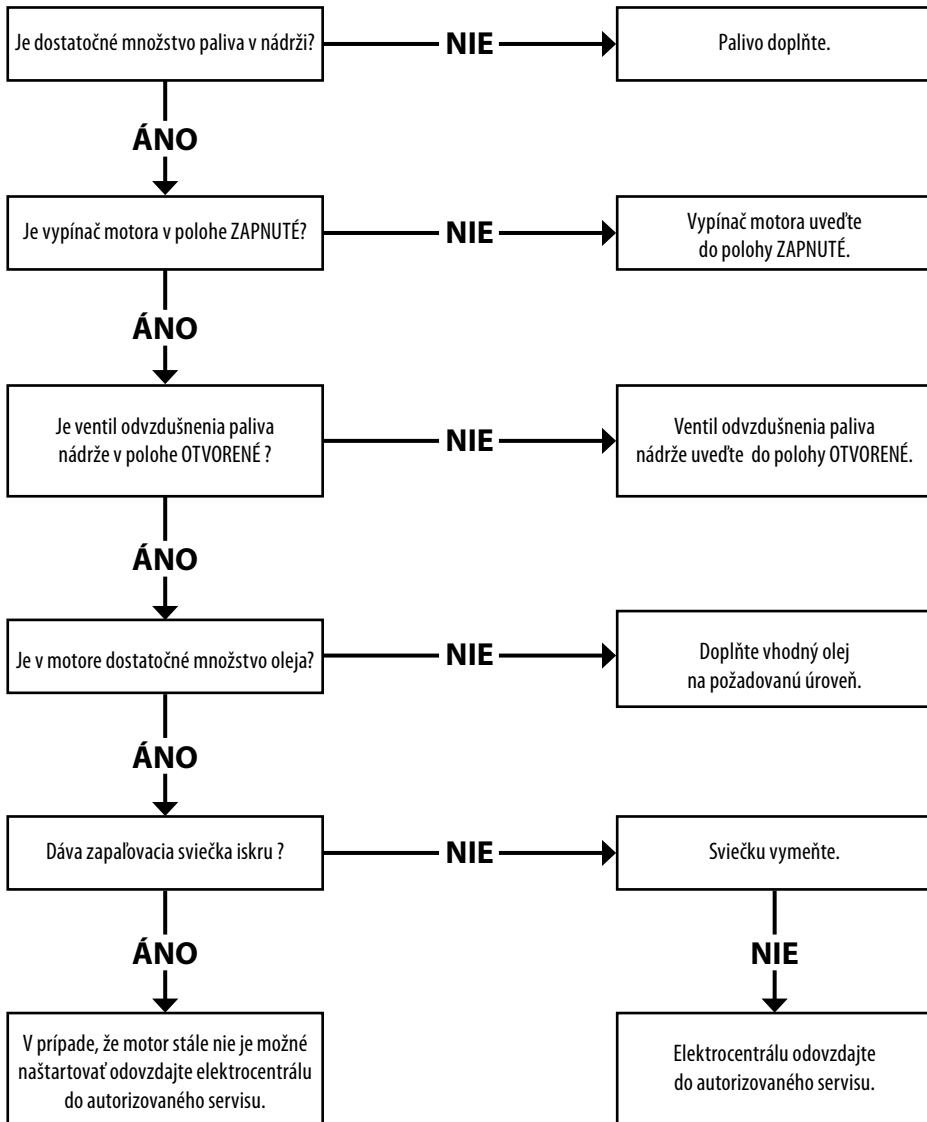 Je dostatočné množstvo paliva v nádrži?
NIE
Palivo doplňte.
ÁNO
Je vypínač motora v polohe ZAPNUTÉ?
NIE
Vypínač motora uveďte
do polohy ZAPNUTÉ.
ÁNO
Je ventil odvzdušnenia paliva
nádrže v polohe OTVORENÉ ?
NIE
Ventil odvzdušnenia paliva
nádrže uveďte do polohy OTVORENÉ.
ÁNO
Je v motore dostatočné množstvo oleja?
NIE
Doplňte vhodný olej
na požadovanú úroveň.
ÁNO
Dáva zapaľovacia sviečka iskru ?
NIE
Sviečku vymeňte.
ÁNO
NIE
V prípade, že motor stále nie je možné
naštartovať odovzdajte elektrocentrálu
do autorizovaného servisu.
Elektrocentrálu odovzdajte
do autorizovaného servisu.